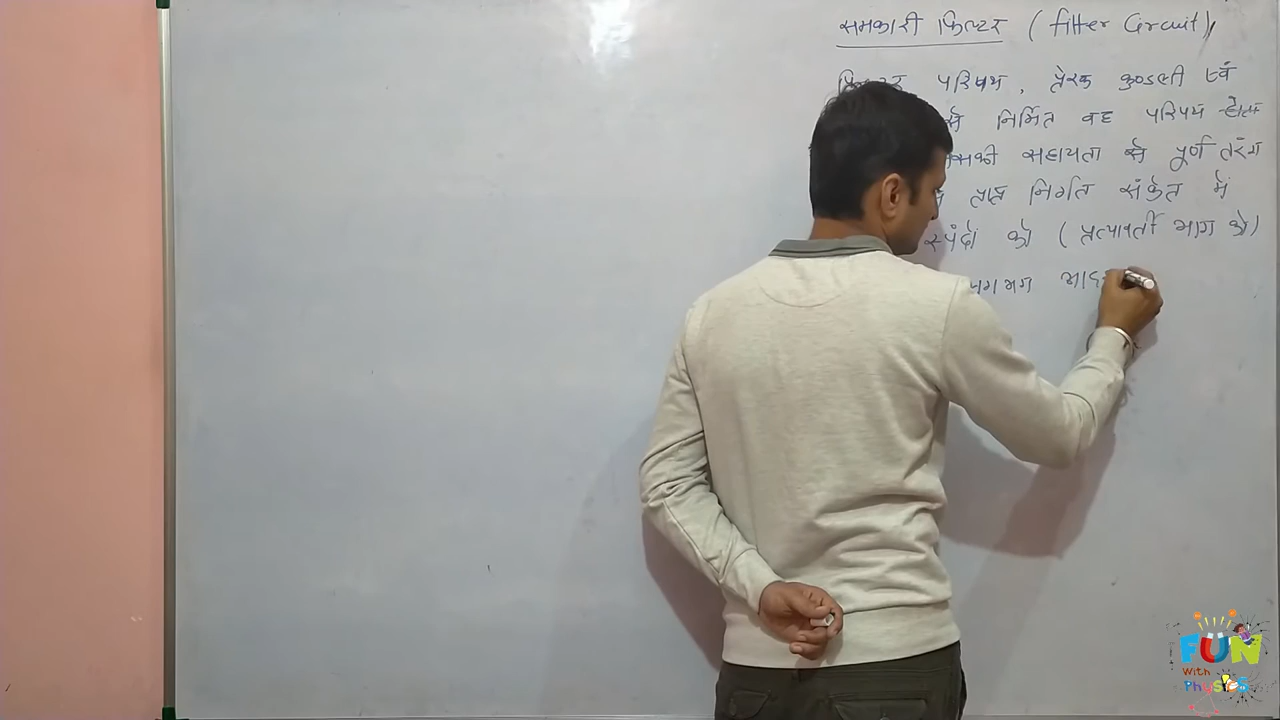 समकारी फिल्टर ( filter Circuit )
परिपथ , प्रेरक कुण्डली एवं
से निर्मित वह परिपथ होता
सहायता से पूर्ण तरंग
प्राप्त निर्गत संकेत में
स्पंदों को ( प्रत्यावर्ती भाग को )
लगभग
FUN
With
Physics